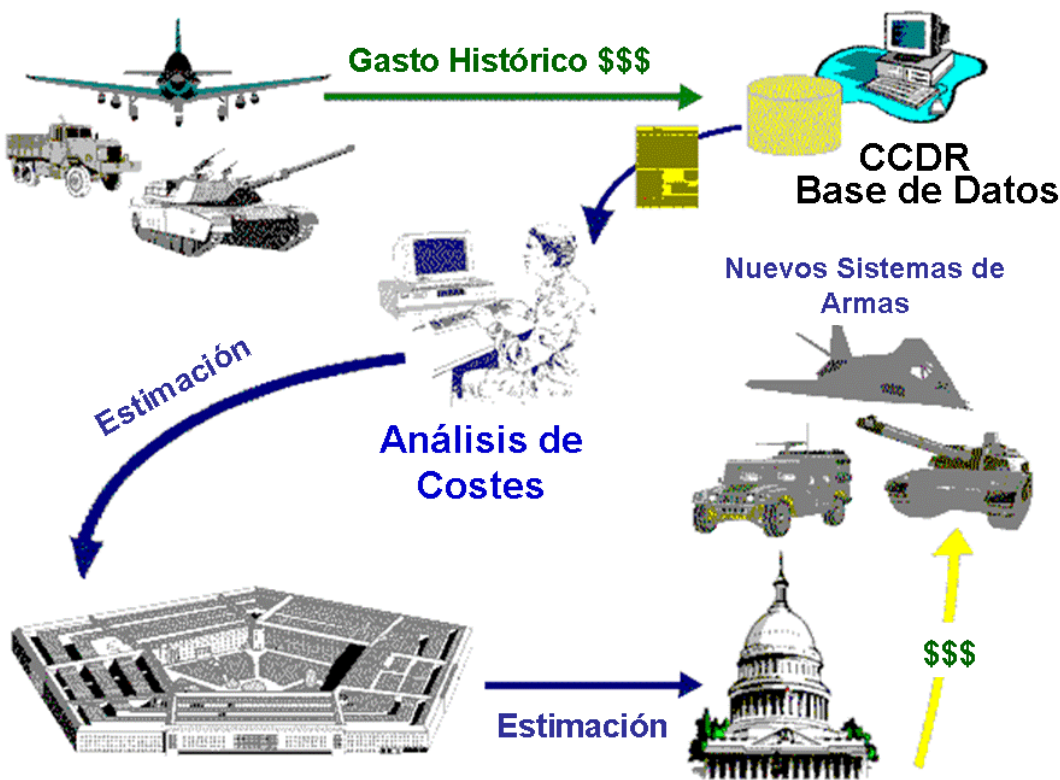 Gasto Histórico $$$
CCDR
Base de Datos
Nuevos Sistemas de
Armas
Estimación
Análisis de
Costes
$$$
Estimación